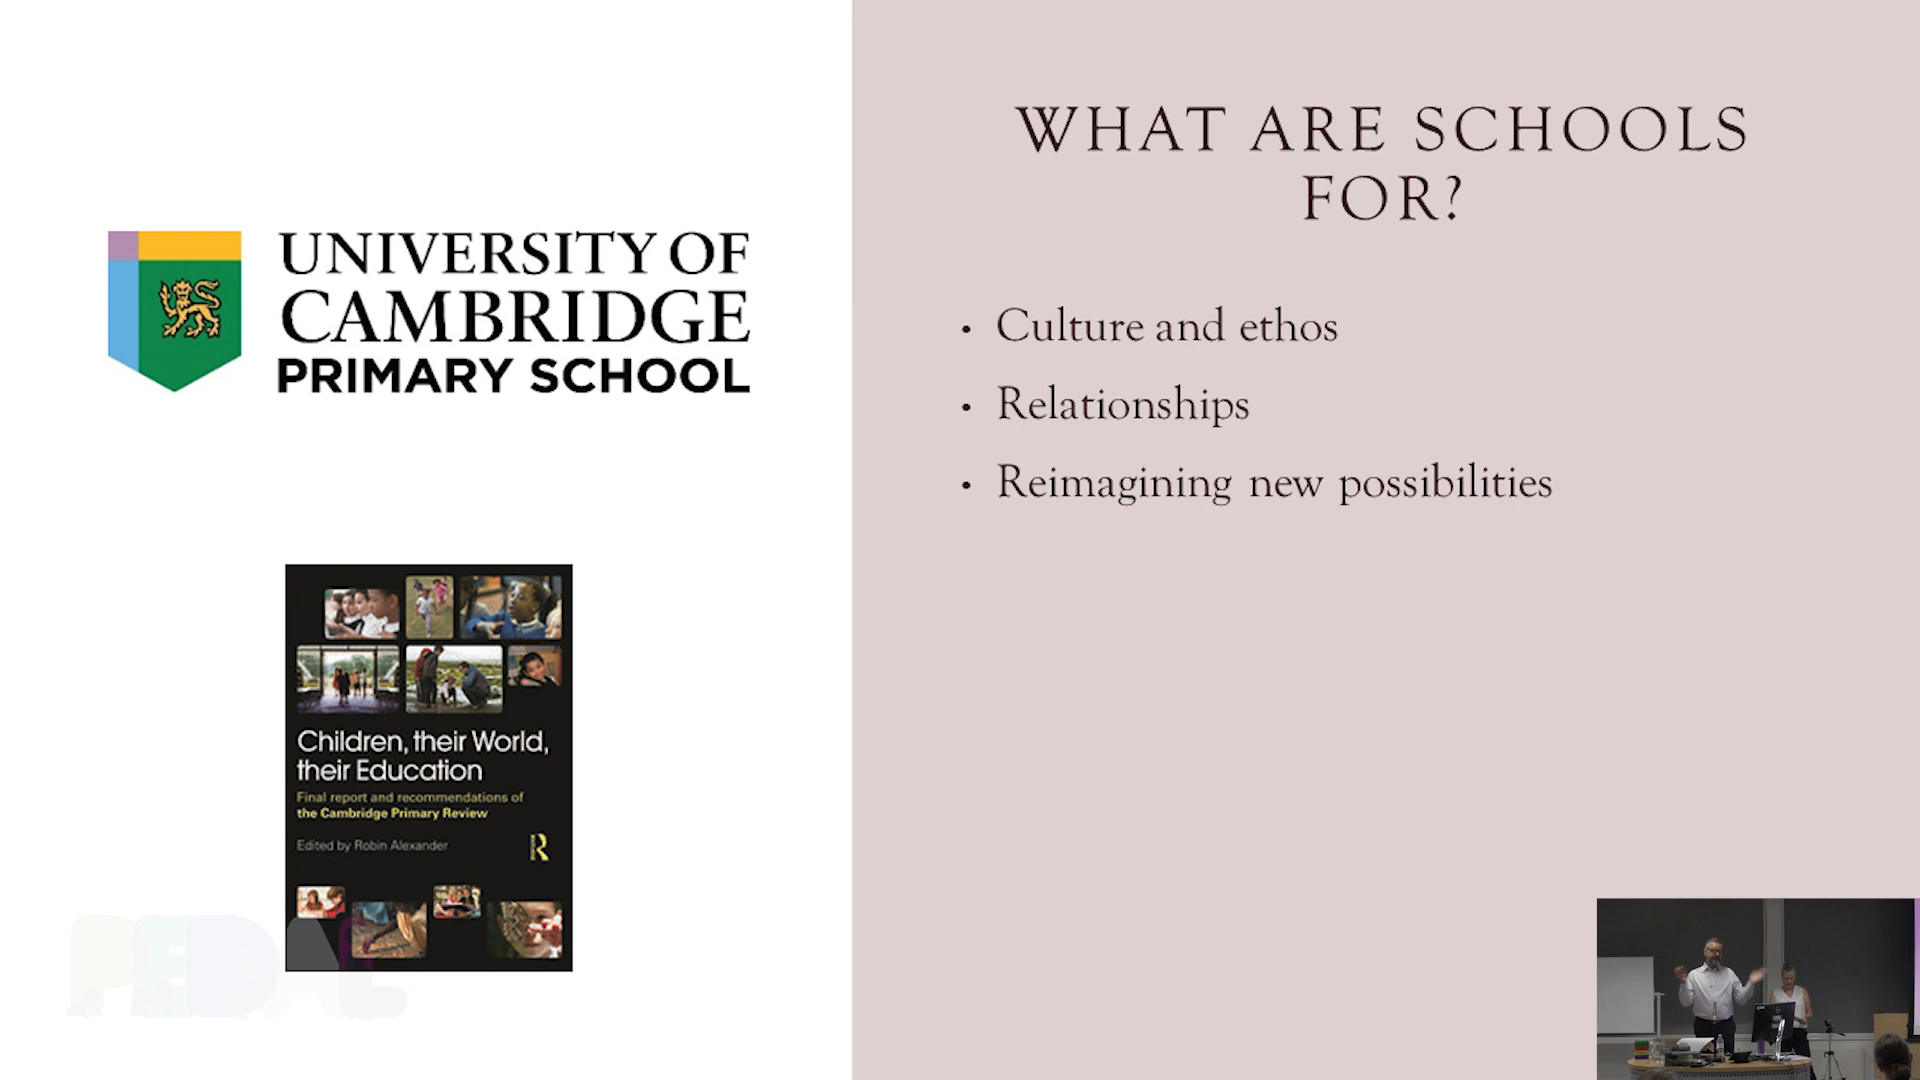 UNIVERSITY OF
CAMBRIDGE
PRIMARY SCHOOL
Children, their World,
their Education
Final report and recommendations of
the Cambridge Primary Review
Edited by Robin Alexander
R
PEDAL
WHAT ARE SCHOOLS
FOR?
• Culture and ethos
• Relationships
• Reimagining new possibilities